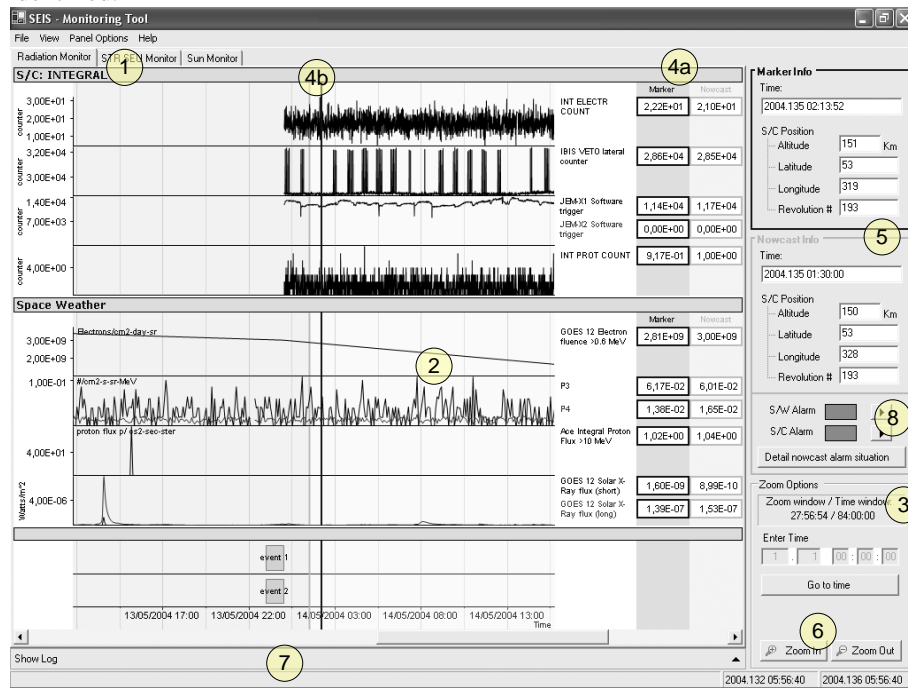 SEIS - Monitoring Tool
File View Panel Options Help
Radiation Monitor STR SEU Monitor Sun Monitor
1
S/C: INTEGRAL
4b
4a
Marker Nowcast
counter
3,00E+01
2,00E+01
1,00E+01
INT ELECTR
COUNT
2,22E+01 2,10E+01
counter
3,20E+04
3,00E+04
IBIS VETO lateral
counter
2,86E+04 2,85E+04
counter
1,40E+04
7,00E+03
JEM-X1 Software
trigger
1,14E+04 1,17E+04
JEM-X2 Software
trigger
0,00E+00 0,00E+00
counter
4,00E+00
INT PROT COUNT
9,17E-01 1,00E+00
Space Weather
Marker Nowcast
Electrons/cm2-day-sr
3,00E+09
2,00E+09
GOES 12 Electron
fluence >0.6 MeV
2,81E+09 3,00E+09
2
1,00E-01
#/cm2-s-sr-MeV
P3
6,17E-02 6,01E-02
P4
1,38E-02 1,65E-02
proton flux p/ cs2-sec-ster
4,00E+01
Ace Integral Proton
Flux >10 MeV
1,02E+00 1,04E+00
Watts/m^2
4,00E-06
GOES 12 Solar X-
Ray flux (short)
1,60E-09 8,99E-10
GOES 12 Solar X-
Ray flux (long)
1,39E-07 1,53E-07
event 1
event 2
13/05/2004 17:00 13/05/2004 22:00 14/05/2004 03:00 14/05/2004 08:00 14/05/2004 13:00
Time
Show Log
7
Marker Info
Time:
2004.135 02:13:52
S/C Position
Altitude 151 Km
Latitude 53
Longitude 319
Revolution # 193
5
Nowcast Info
Time:
2004.135 01:30:00
S/C Position
Altitude 150 Km
Latitude 53
Longitude 328
Revolution # 193
S/W Alarm
8
S/C Alarm
Detail nowcast alarm situation
Zoom Options
Zoom window / Time window:
27:56:54 / 84:00:00
3
Enter Time
1 . 1 00 : 00 : 00
Go to time
6
Zoom In Zoom Out
2004.132 05:56:40 2004.136 05:56:40